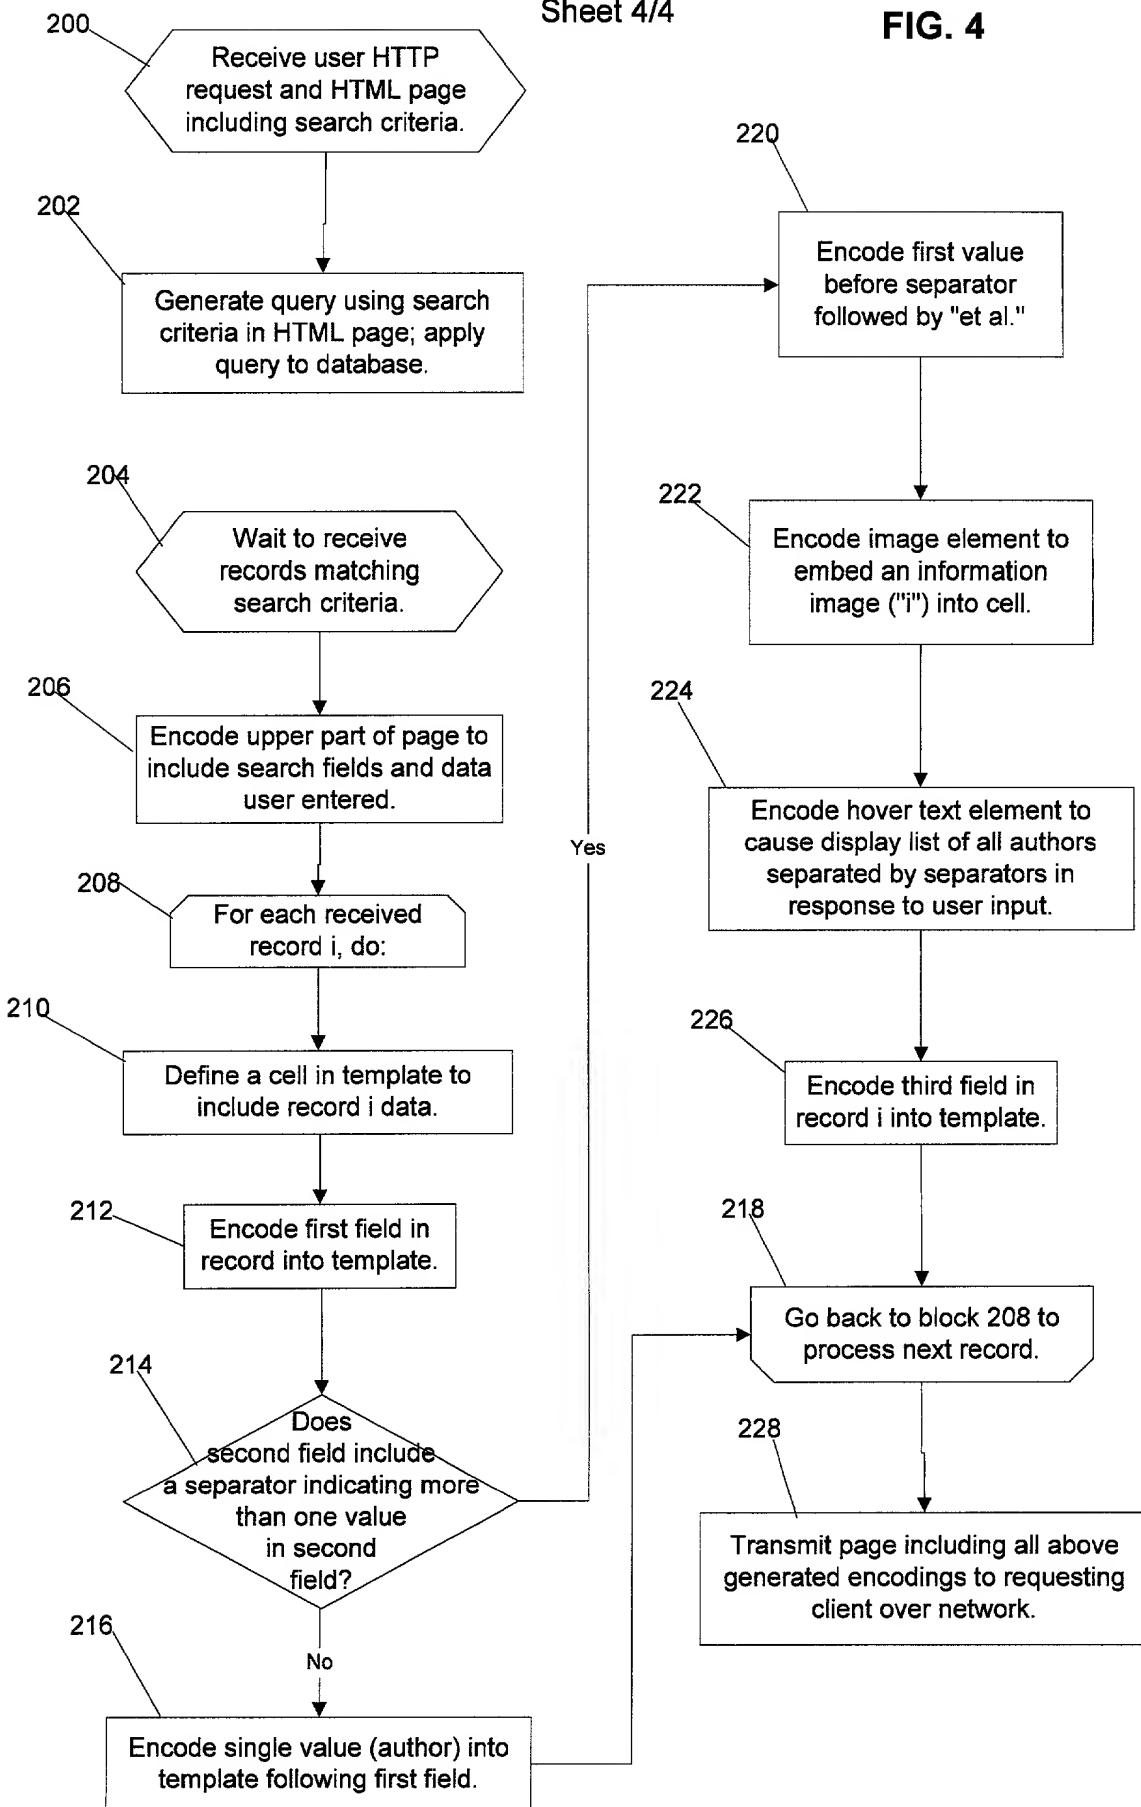 Sheet 4/4
FIG. 4
200
Receive user HTTP
request and HTML page
including search criteria.
202
Generate query using search
criteria in HTML page; apply
query to database.
204
Wait to receive
records matching
search criteria.
206
Encode upper part of page to
include search fields and data
user entered.
208
For each received
record i, do:
210
Define a cell in template to
include record i data.
212
Encode first field in
record into template.
214
Does
second field include
a separator indicating more
than one value
in second
field?
No
216
Encode single value (author) into
template following first field.
Yes
220
Encode first value
before separator
followed by "et al."
222
Encode image element to
embed an information
image ("i") into cell.
224
Encode hover text element to
cause display list of all authors
separated by separators in
response to user input.
226
Encode third field in
record i into template.
218
Go back to block 208 to
process next record.
228
Transmit page including all above
generated encodings to requesting
client over network.